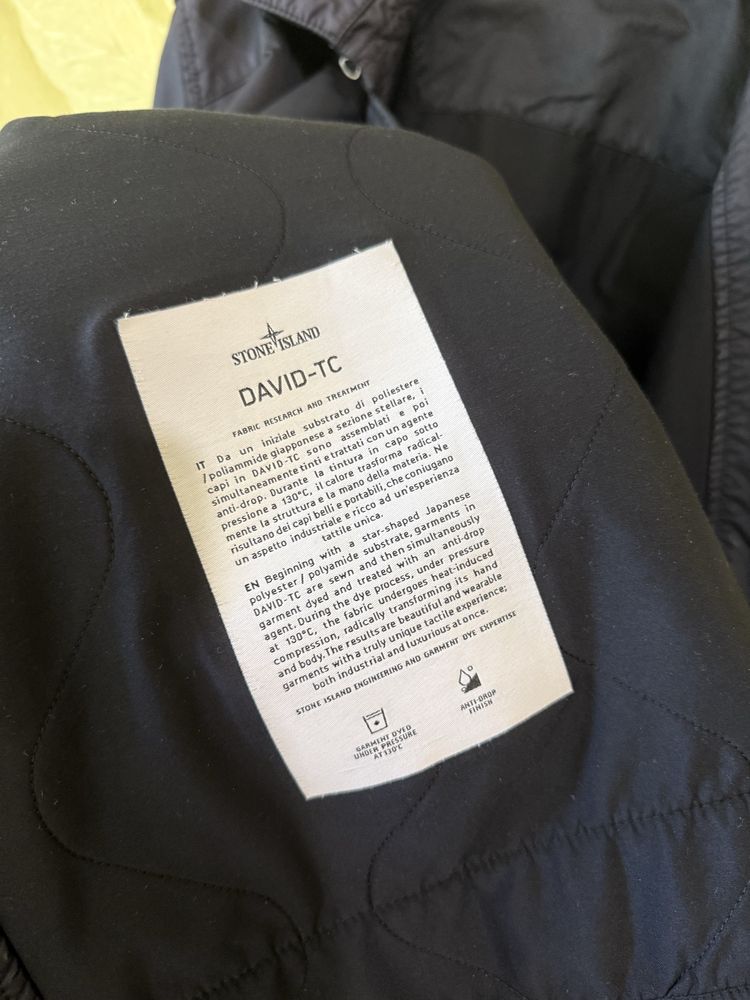 STONE ISLAND
DAVID-TC
FABRIC RESEARCH AND TREATMENT
IT Da un iniziale substrato di poliestere
/poliammide giapponese a sezione stellare, i
capi in DAVID-TC sono assemblati e poi
simultaneamente tinti e trattati con un agente
anti-drop. Durante la tintura in capo sotto
pressione a 130°C, il calore trasforma radical-
mente la struttura e la mano della materia. Ne
risultano dei capi belli e portabili, che coniugano
un aspetto industriale e ricco ad un'esperienza
tattile unica.
EN Beginning with a star-shaped Japanese
polyester / polyamide substrate, garments in
DAVID-TC are sewn and then simultaneously
garment dyed and treated with an anti-drop
agent. During the dye process, under pressure
at 130°C, the fabric undergoes heat-induced
compression, radically transforming its hand
and body. The results are beautiful and wearable
garments with a truly unique tactile experience;
both industrial and luxurious at once.
STONE ISLAND ENGINEERING AND GARMENT DYE EXPERTISE
GARMENT DYED
UNDER PRESSURE
AT 130°C
ANTI-DROP
FINISH